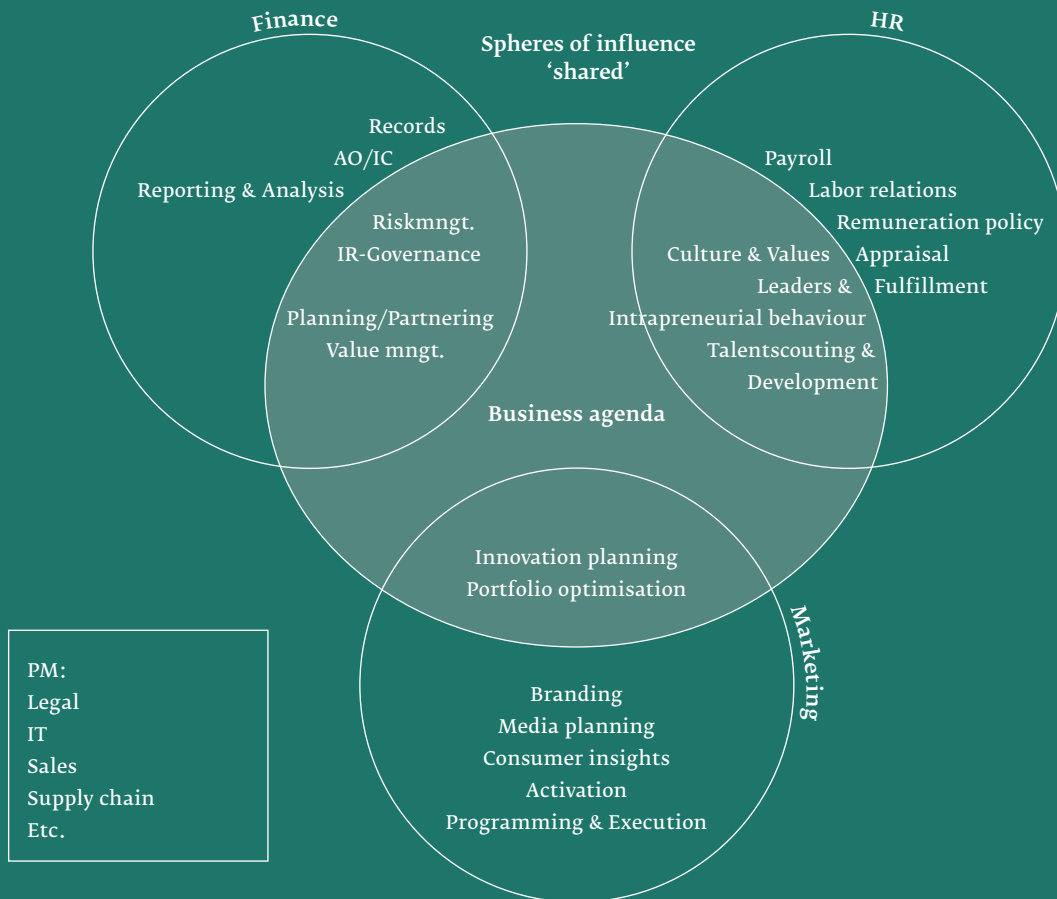 Finance
HR
Spheres of influence
‘shared’
Records
AO/IC
Reporting & Analysis
Riskmngt.
IR-Governance
Planning/Partnering
Value mngt.
Payroll
Labor relations
Remuneration policy
Appraisal
Fulfillment
Culture & Values
Leaders &
Intrapreneurial behaviour
Talentscouting &
Development
Business agenda
Innovation planning
Portfolio optimisation
Marketing
Branding
Media planning
Consumer insights
Activation
Programming & Execution
PM:
Legal
IT
Sales
Supply chain
Etc.